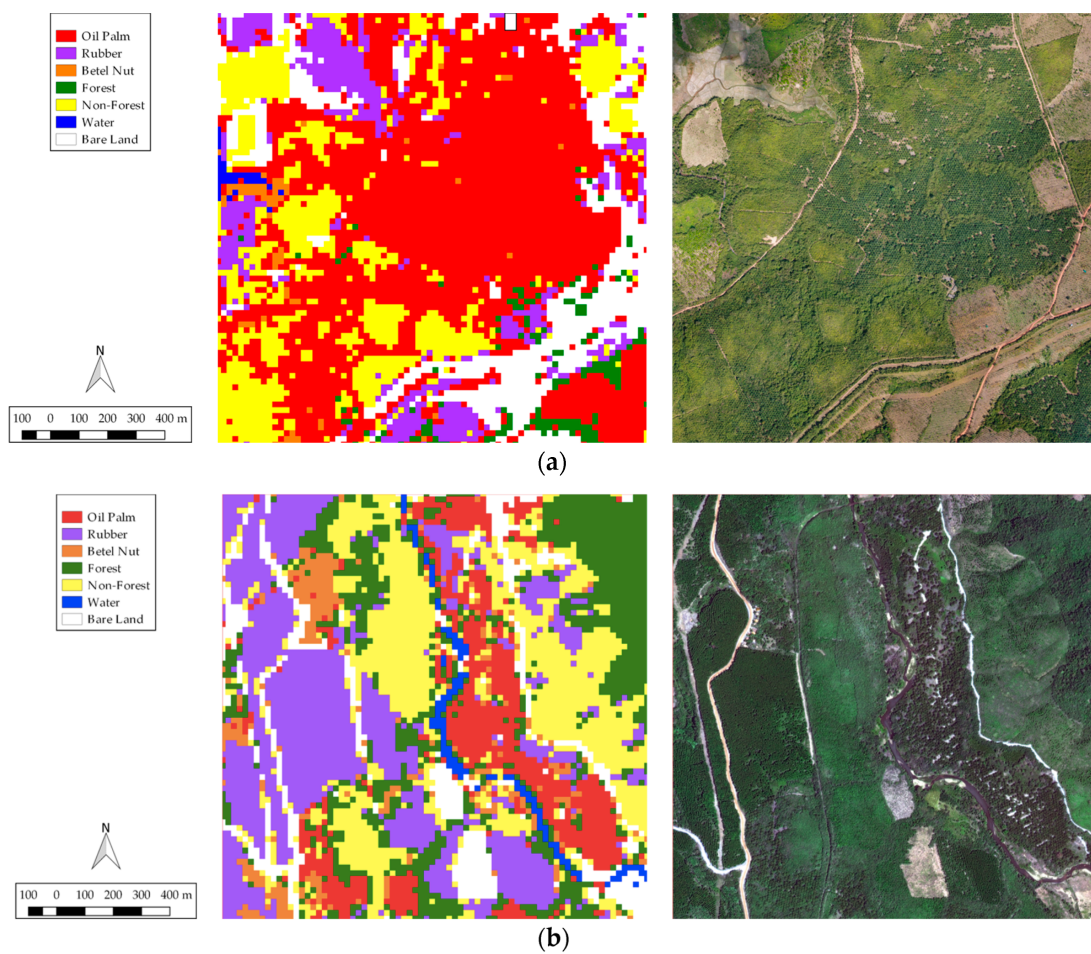 Oil Palm
Rubber
Betel Nut
Forest
Non-Forest
Water
Bare Land
N
100 0 100 200 300 400 m
(a)
Oil Palm
Rubber
Betel Nut
Forest
Non-Forest
Water
Bare Land
N
100 0 100 200 300 400 m
(b)